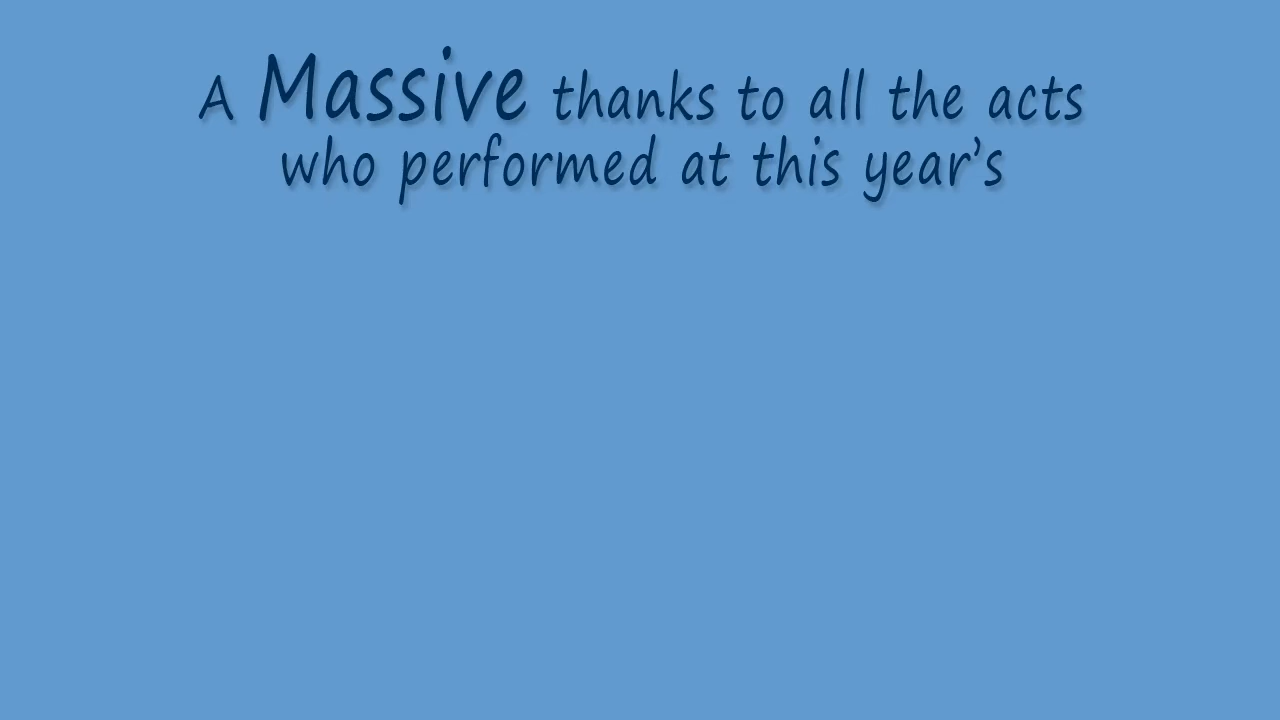 A Massive thanks to all the acts
who performed at this year’s